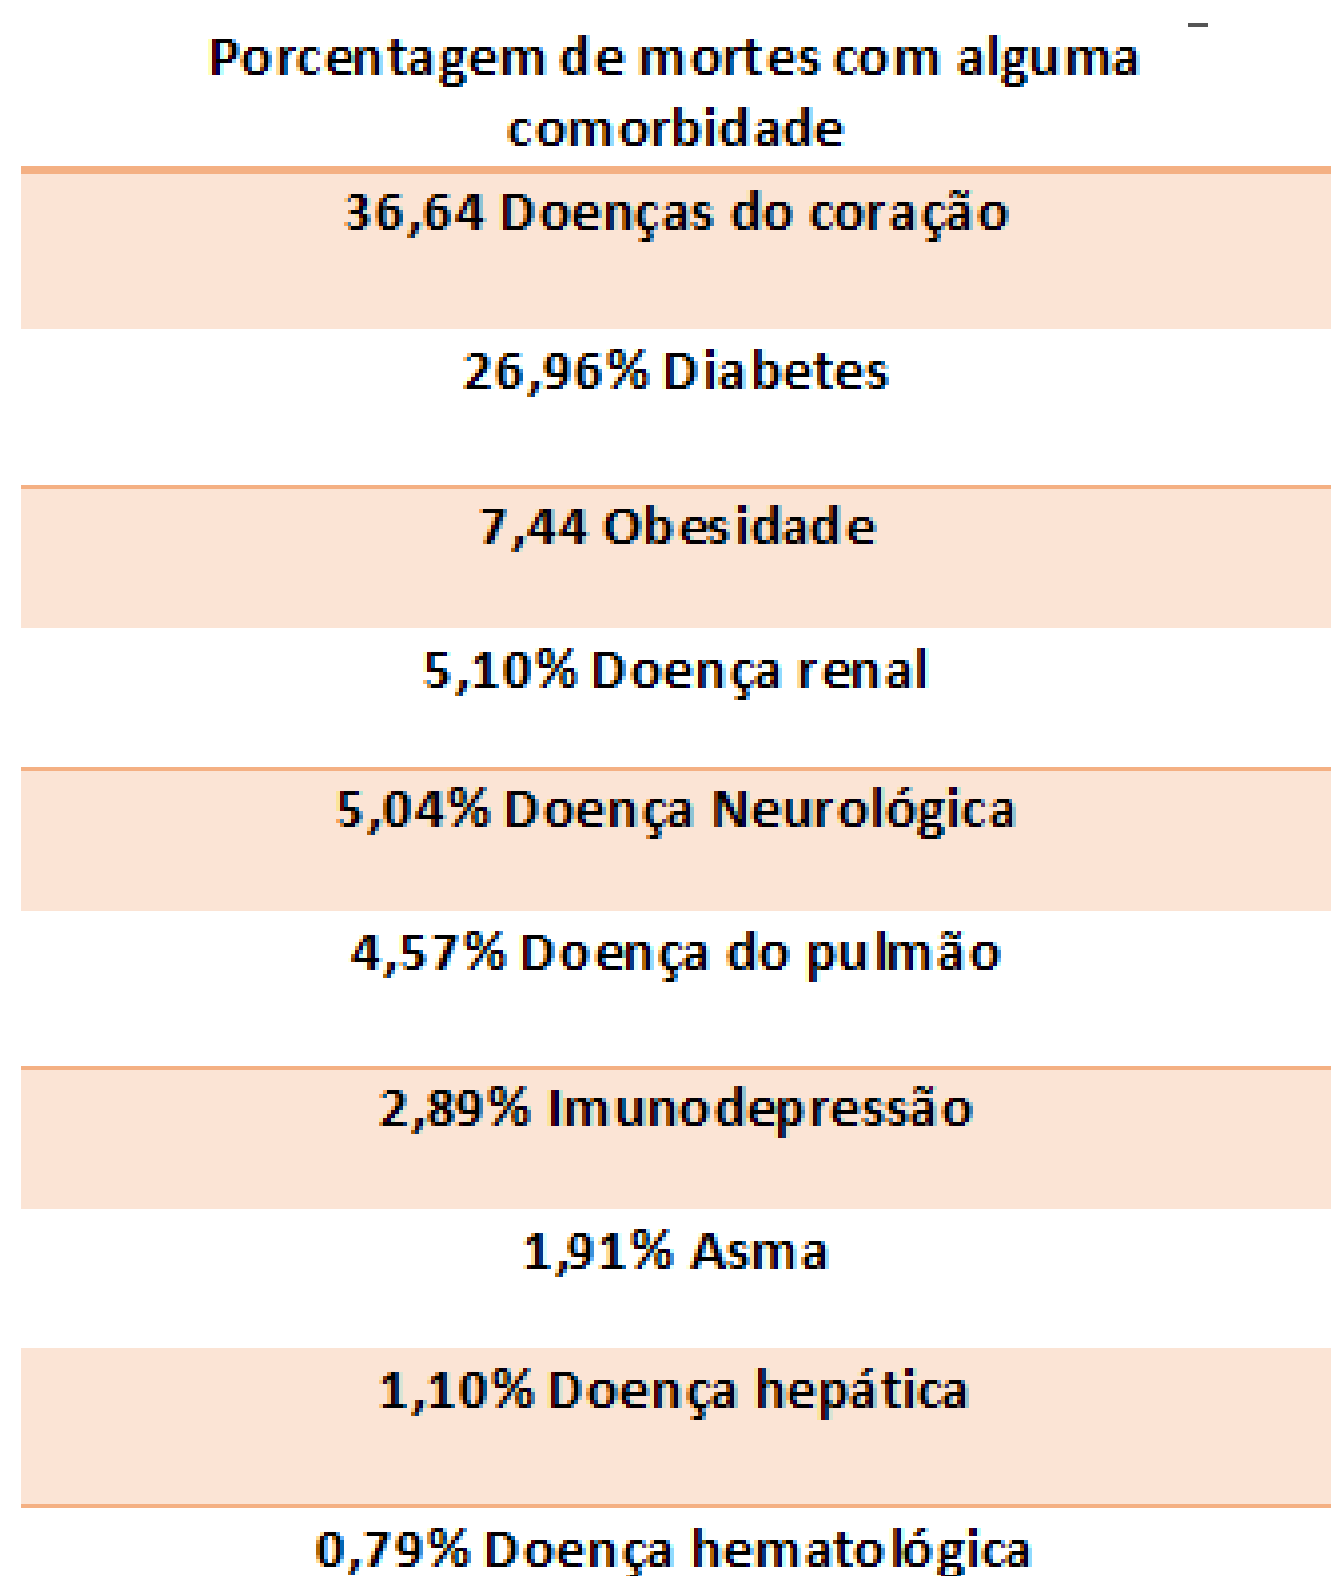 Porcentagem de mortes com alguma
comorbidade
36,64 Doenças do coração
26,96% Diabetes
7,44 Obesidade
5,10% Doença renal
5,04% Doença Neurológica
4,57% Doença do pulmão
2,89% Imunodepressão
1,91% Asma
1,10% Doença hepática
0,79% Doença hematológica